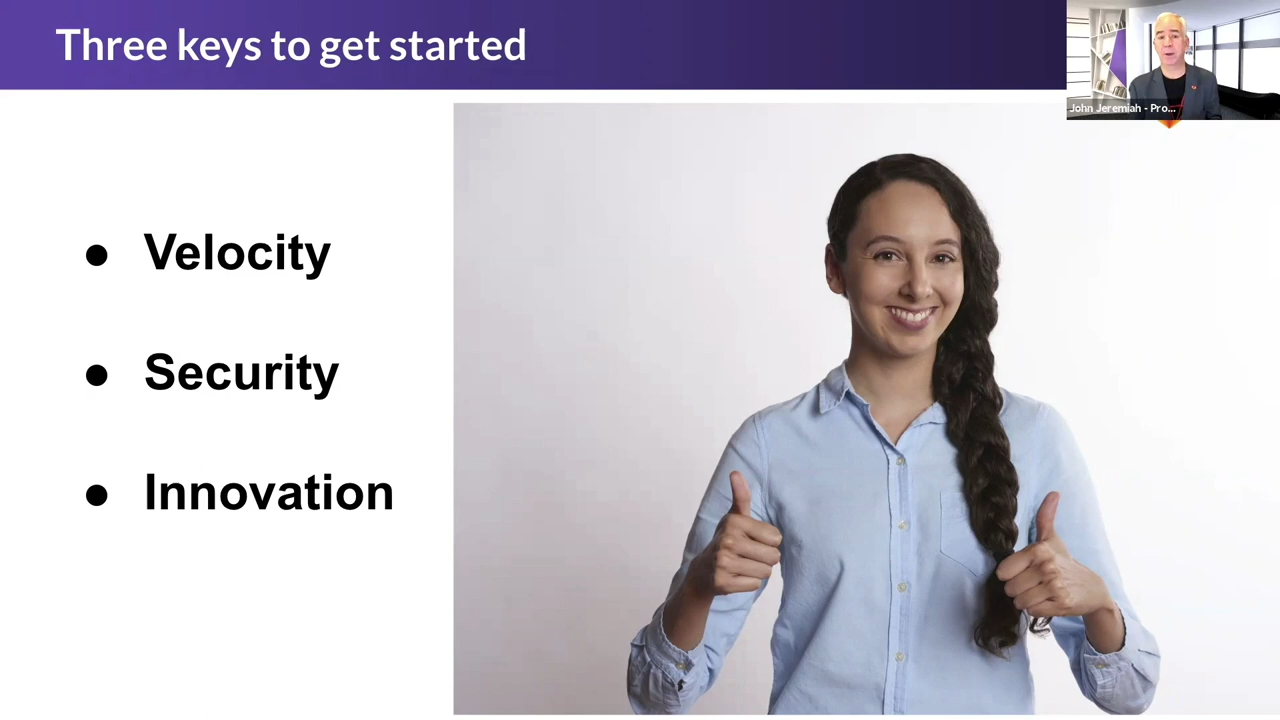 Three keys to get started
John Jeremiah - Pro...
● Velocity
● Security
● Innovation